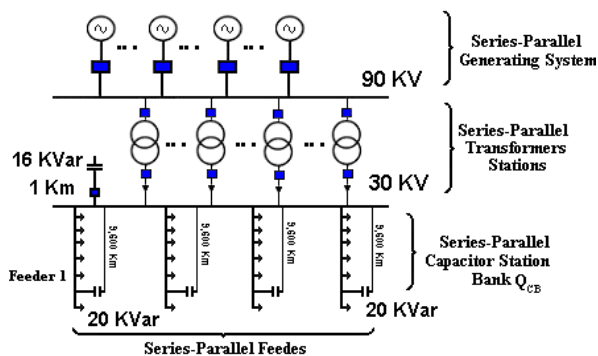 Series-Parallel
Generating System
90 KV
Series-Parallel
Transformers
Stations
16 KVar
1 Km
30 KV
9,600 Km
9,600 Km
9,600 Km
9,600 Km
Series-Parallel
Capacitor Station
Bank QCB
Feeder 1
20 KVar
20 KVar
Series-Parallel Feedes